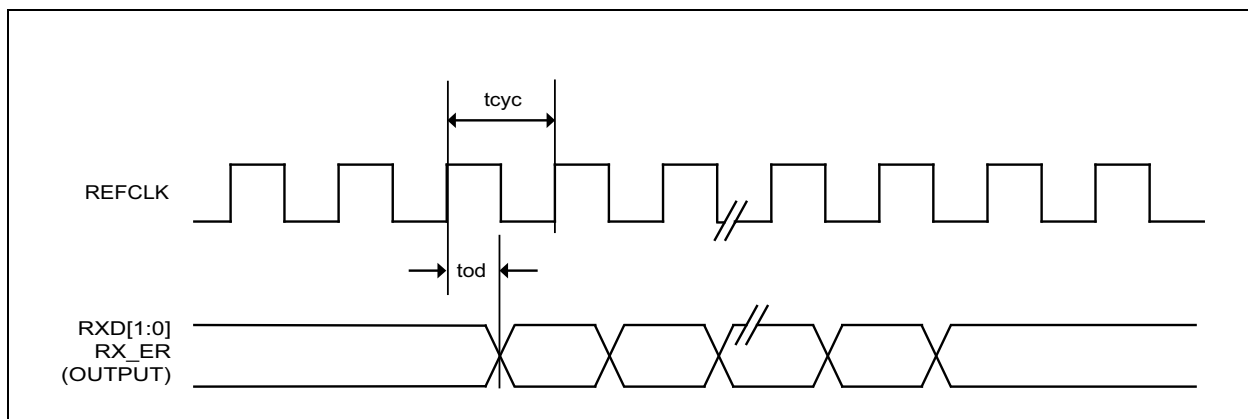 tcyc
REFCLK
tod
RXD[1:0]
RX_ER
(OUTPUT)